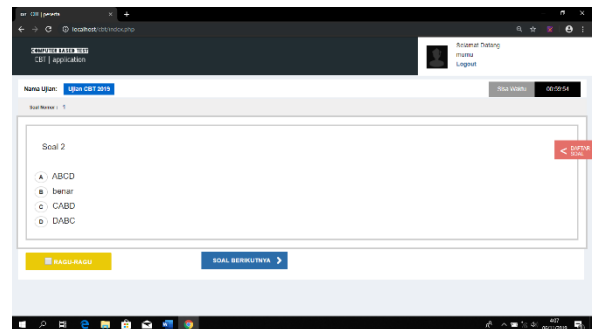 CBT | peserta
localhost/cbt/index.php
COMPUTER BASED TEST
CBT | application
Selamat Datang
mumu
Logout
Nama Ujian: Ujian CBT 2019
Sisa Waktu 00:59:54
Soal Nomor : 1
Soal 2
DAFTAR
SOAL
A ABCD
B benar
C CABD
D DABC
RAGU-RAGU
SOAL BERIKUTNYA